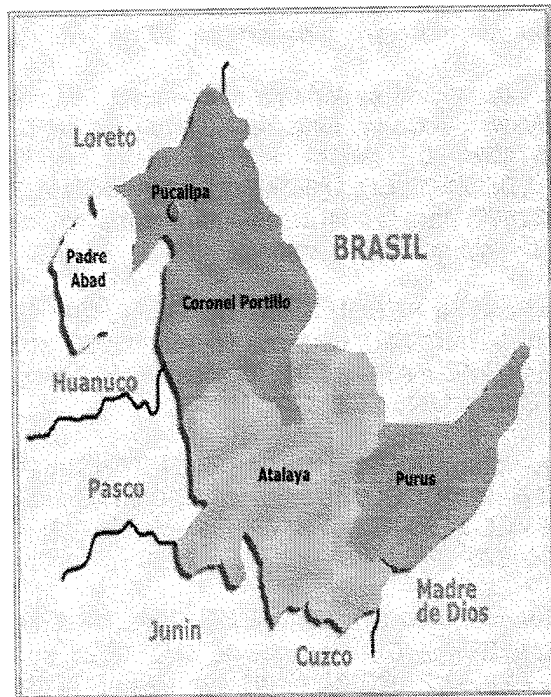 Loreto
Pucallpa
BRASIL
Padre
Abad
Coronel Portillo
Huanuco
Atalaya
Purus
Pasco
Madre
de Dios
Junin
Cuzco